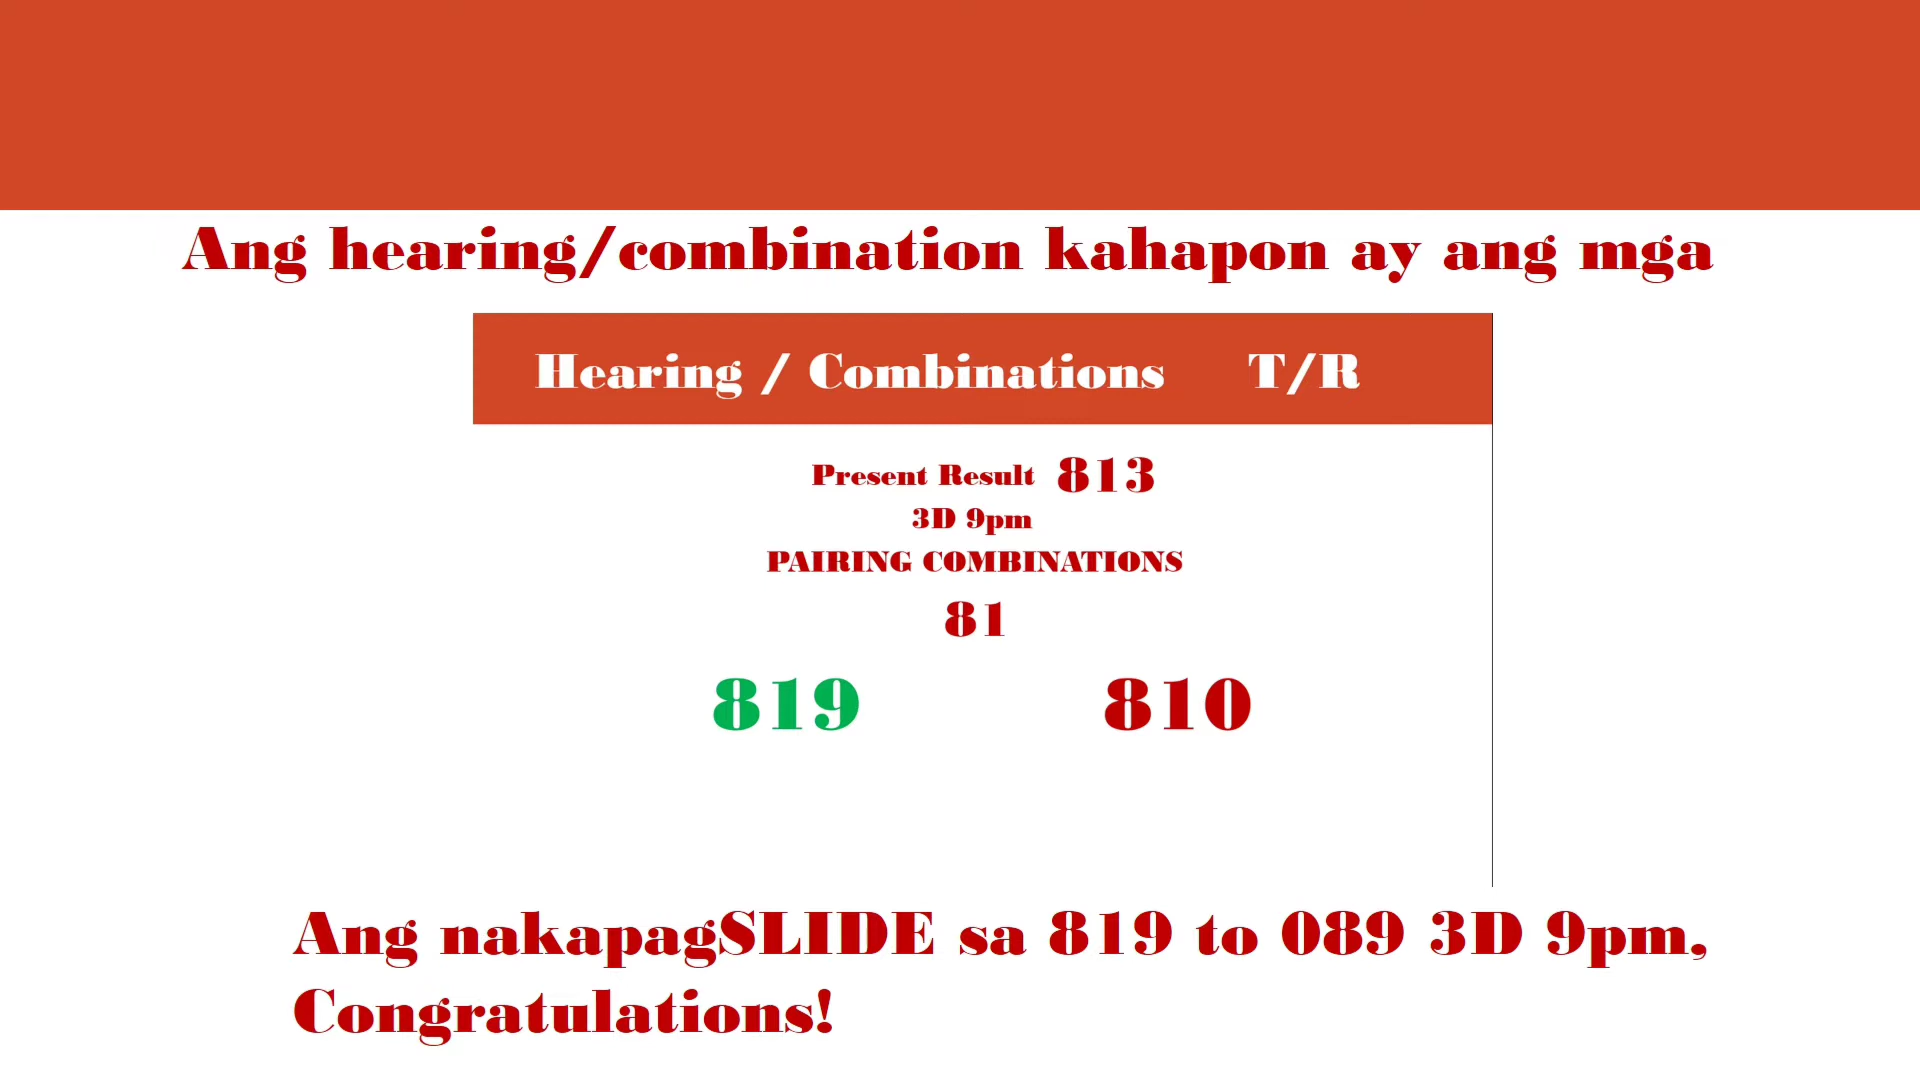 Ang hearing/combination kahapon ay ang mga
Hearing / Combinations T/R
Present Result 813
3D 9pm
PAIRING COMBINATIONS
81
819 810
Ang nakapagSLIDE sa 819 to 089 3D 9pm,
Congratulations!